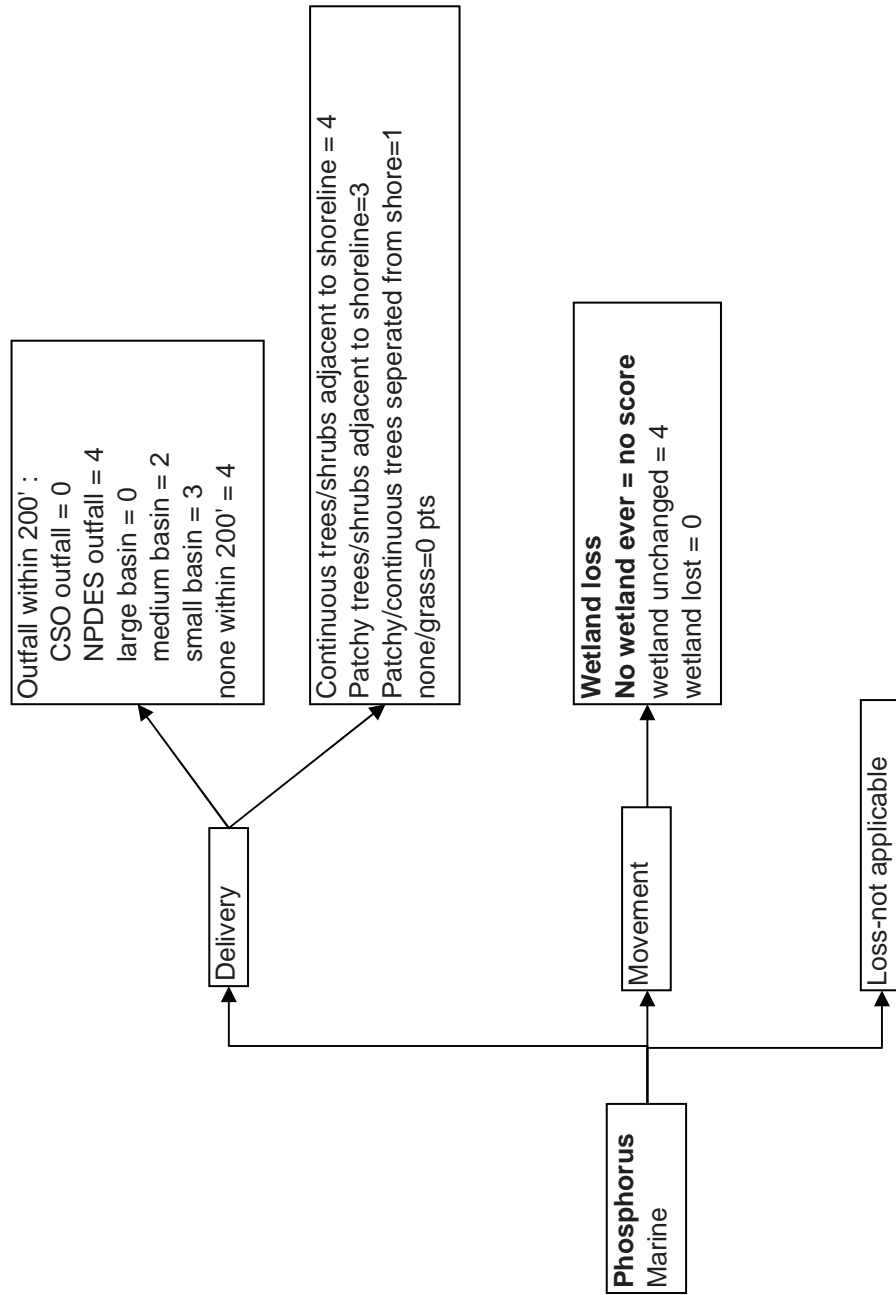 Phosphorus
Marine
Delivery
Outfall within 200' :
CSO outfall = 0
NPDES outfall = 4
large basin = 0
medium basin = 2
small basin = 3
none within 200' = 4
Continuous trees/shrubs adjacent to shoreline = 4
Patchy trees/shrubs adjacent to shoreline=3
Patchy/continuous trees seperated from shore=1
none/grass=0 pts
Movement
Wetland loss
No wetland ever = no score
wetland unchanged = 4
wetland lost = 0
Loss-not applicable